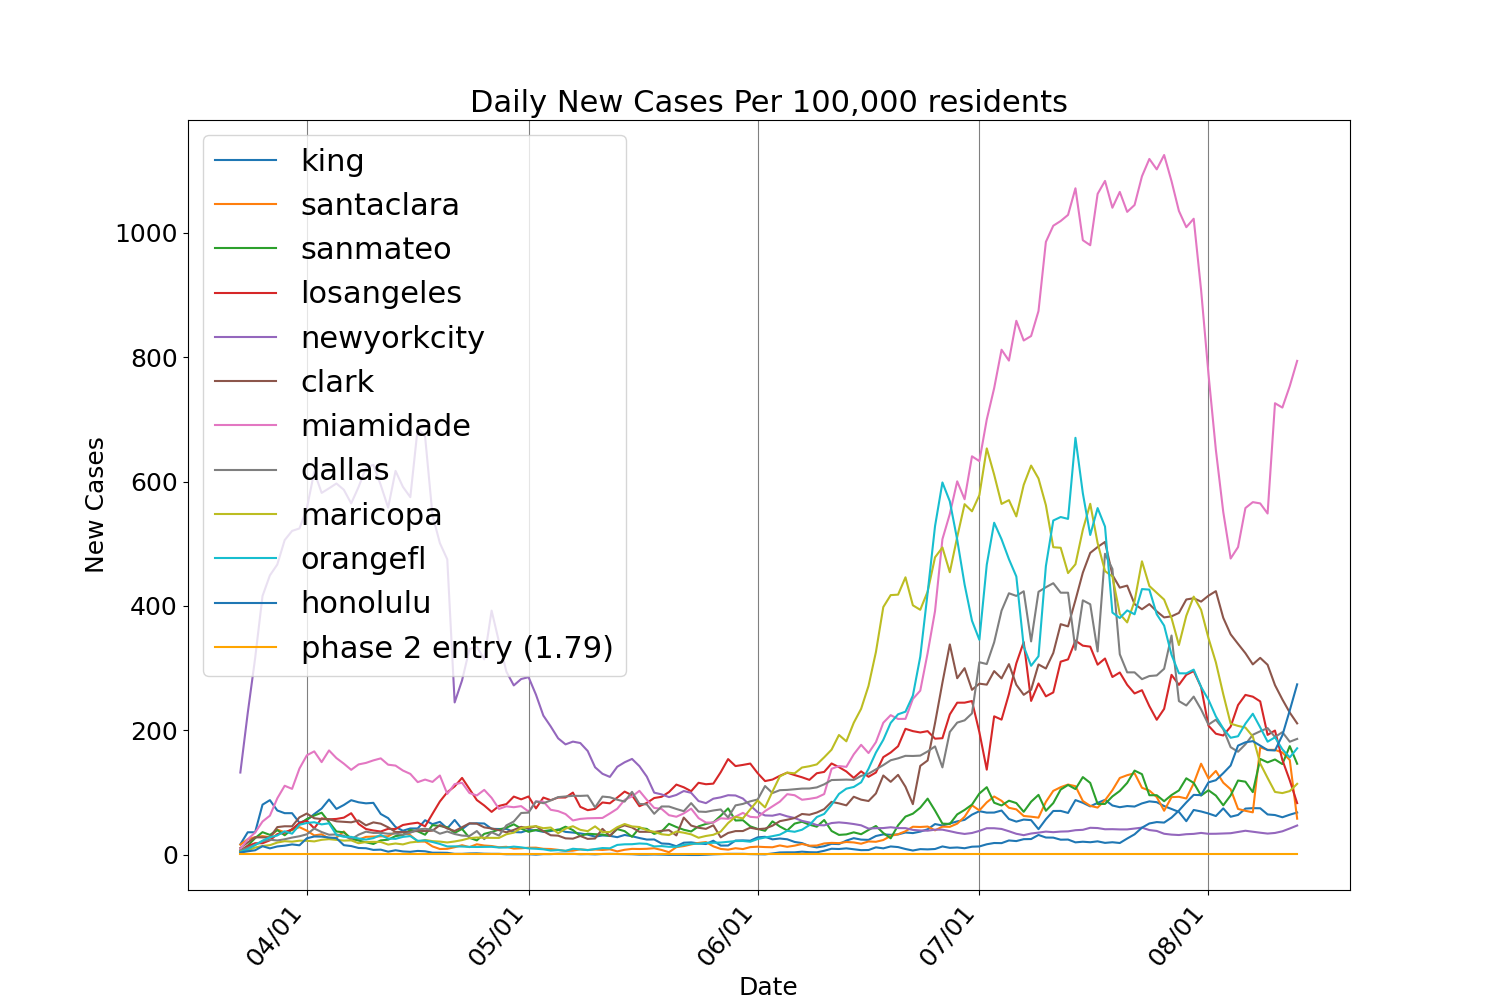 Daily New Cases Per 100,000 residents
king
santaclara
sanmateo
losangeles
newyorkcity
clark
miamidade
dallas
maricopa
orangefl
honolulu
phase 2 entry (1.79)
New Cases
1000
800
600
400
200
0
04/01
05/01
06/01
07/01
08/01
Date